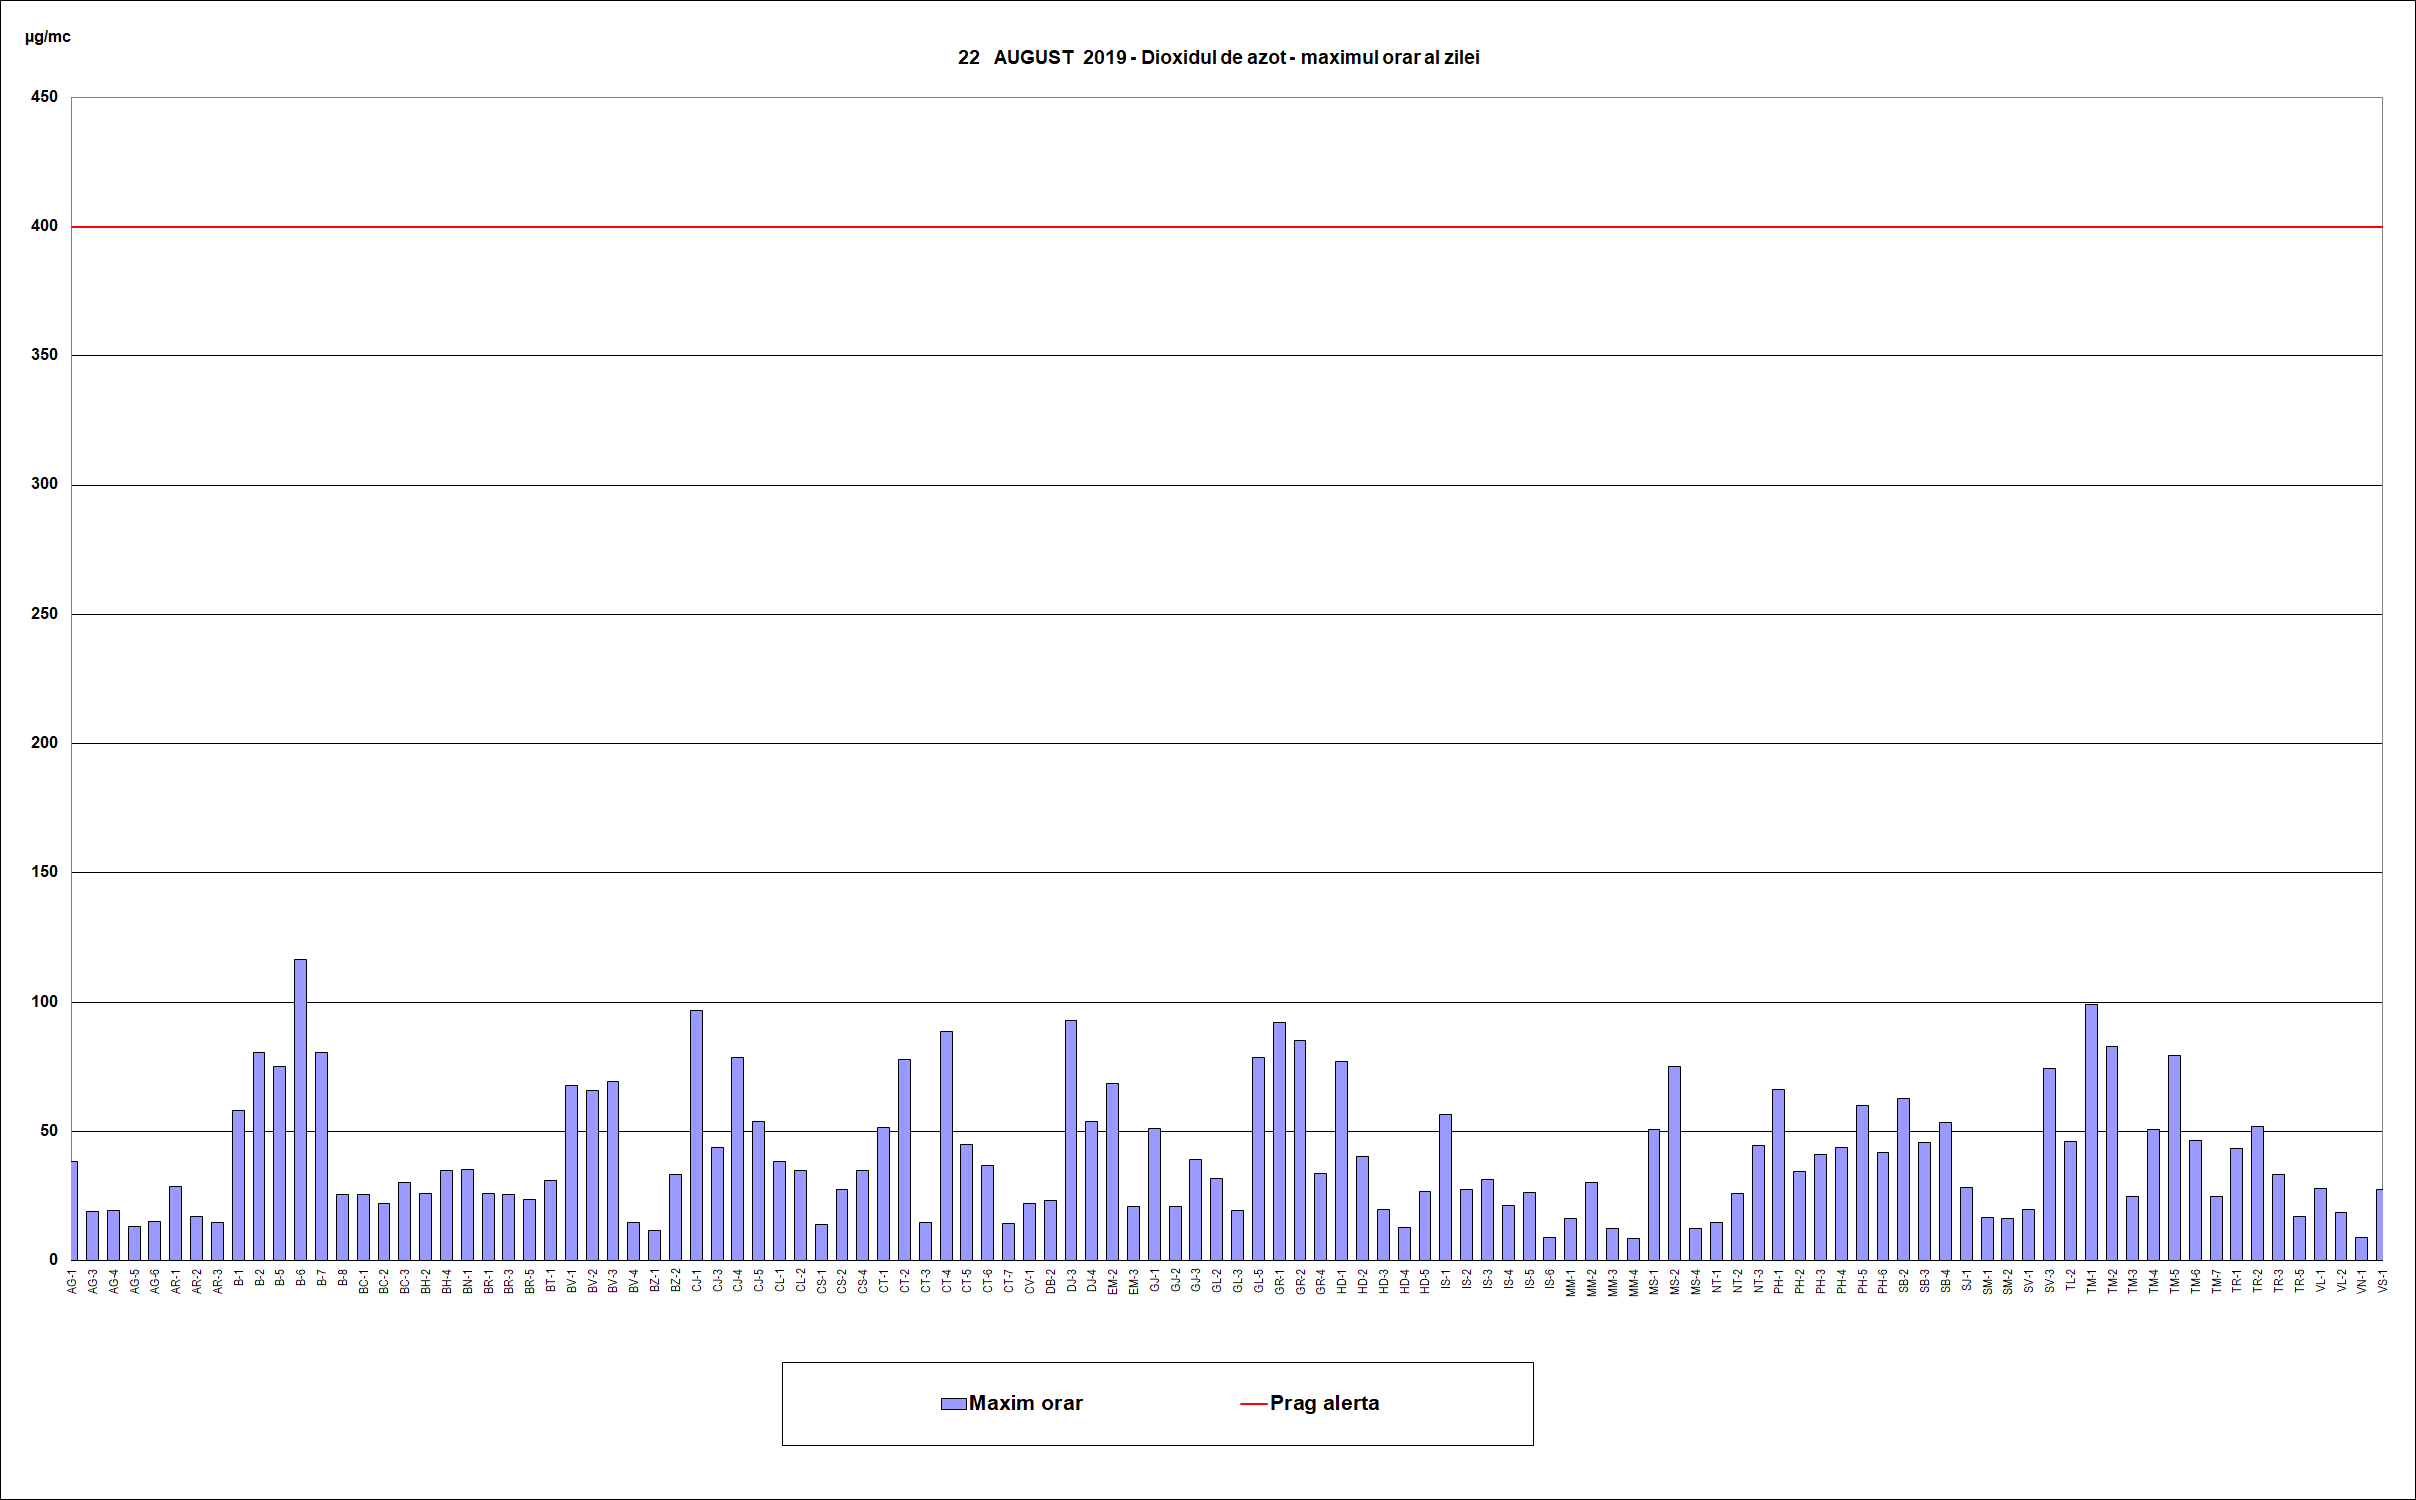 µg/mc
22 AUGUST 2019 - Dioxidul de azot - maximul orar al zilei
450
400
350
300
250
200
150
100
50
0
AG-1 AG-3 AG-4 AG-5 AG-6 AR-1 AR-2 AR-3 B-1 B-2 B-5 B-6 B-7 B-8 BC-1 BC-2 BC-3 BH-2 BH-4 BN-1 BR-1 BR-3 BR-5 BT-1 BV-1 BV-2 BV-3 BV-4 BZ-1 BZ-2 CJ-1 CJ-3 CJ-4 CJ-5 CL-1 CL-2 CS-1 CS-2 CS-4 CT-1 CT-2 CT-3 CT-4 CT-5 CT-6 CT-7 CV-1 DB-2 DJ-3 DJ-4 EM-2 EM-3 GJ-1 GJ-2 GJ-3 GL-2 GL-3 GL-5 GR-1 GR-2 GR-4 HD-1 HD-2 HD-3 HD-4 HD-5 IS-1 IS-2 IS-3 IS-4 IS-5 IS-6 MM-1 MM-2 MM-3 MM-4 MS-1 MS-2 MS-4 NT-1 NT-2 NT-3 PH-1 PH-2 PH-3 PH-4 PH-5 PH-6 SB-2 SB-3 SB-4 SJ-1 SM-1 SM-2 SV-1 SV-3 TL-2 TM-1 TM-2 TM-3 TM-4 TM-5 TM-6 TM-7 TR-1 TR-2 TR-3 TR-5 VL-1 VL-2 VN-1 VS-1
Maxim orar Prag alerta